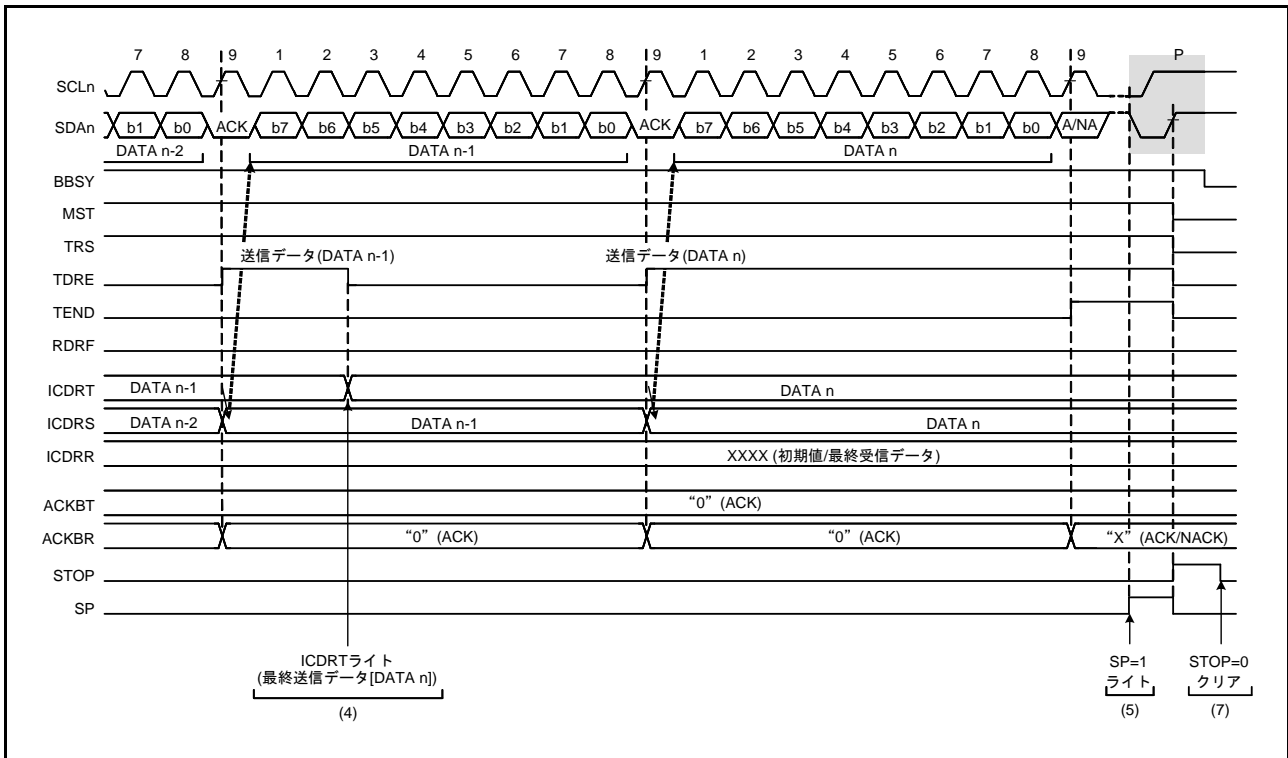 7 8 9 1 2 3 4 5 6 7 8 9 1 2 3 4 5 6 7 8 9 P
SCLn
SDAn b1 b0 ACK b7 b6 b5 b4 b3 b2 b1 b0 ACK b7 b6 b5 b4 b3 b2 b1 b0 A/NA
DATA n-2 DATA n-1 DATA n
BBSY
MST
TRS
送信データ(DATA n-1) 送信データ(DATA n)
TDRE
TEND
RDRF
ICDRT DATA n-1 DATA n
ICDRS DATA n-2 DATA n-1 DATA n
ICDRR XXXX (初期値/最終受信データ)
ACKBT “0” (ACK)
ACKBR “0” (ACK) “0” (ACK) “X” (ACK/NACK)
STOP
SP
ICDRTライト SP=1 STOP=0
(最終送信データ[DATA n]) ライト クリア
(4) (5) (7)